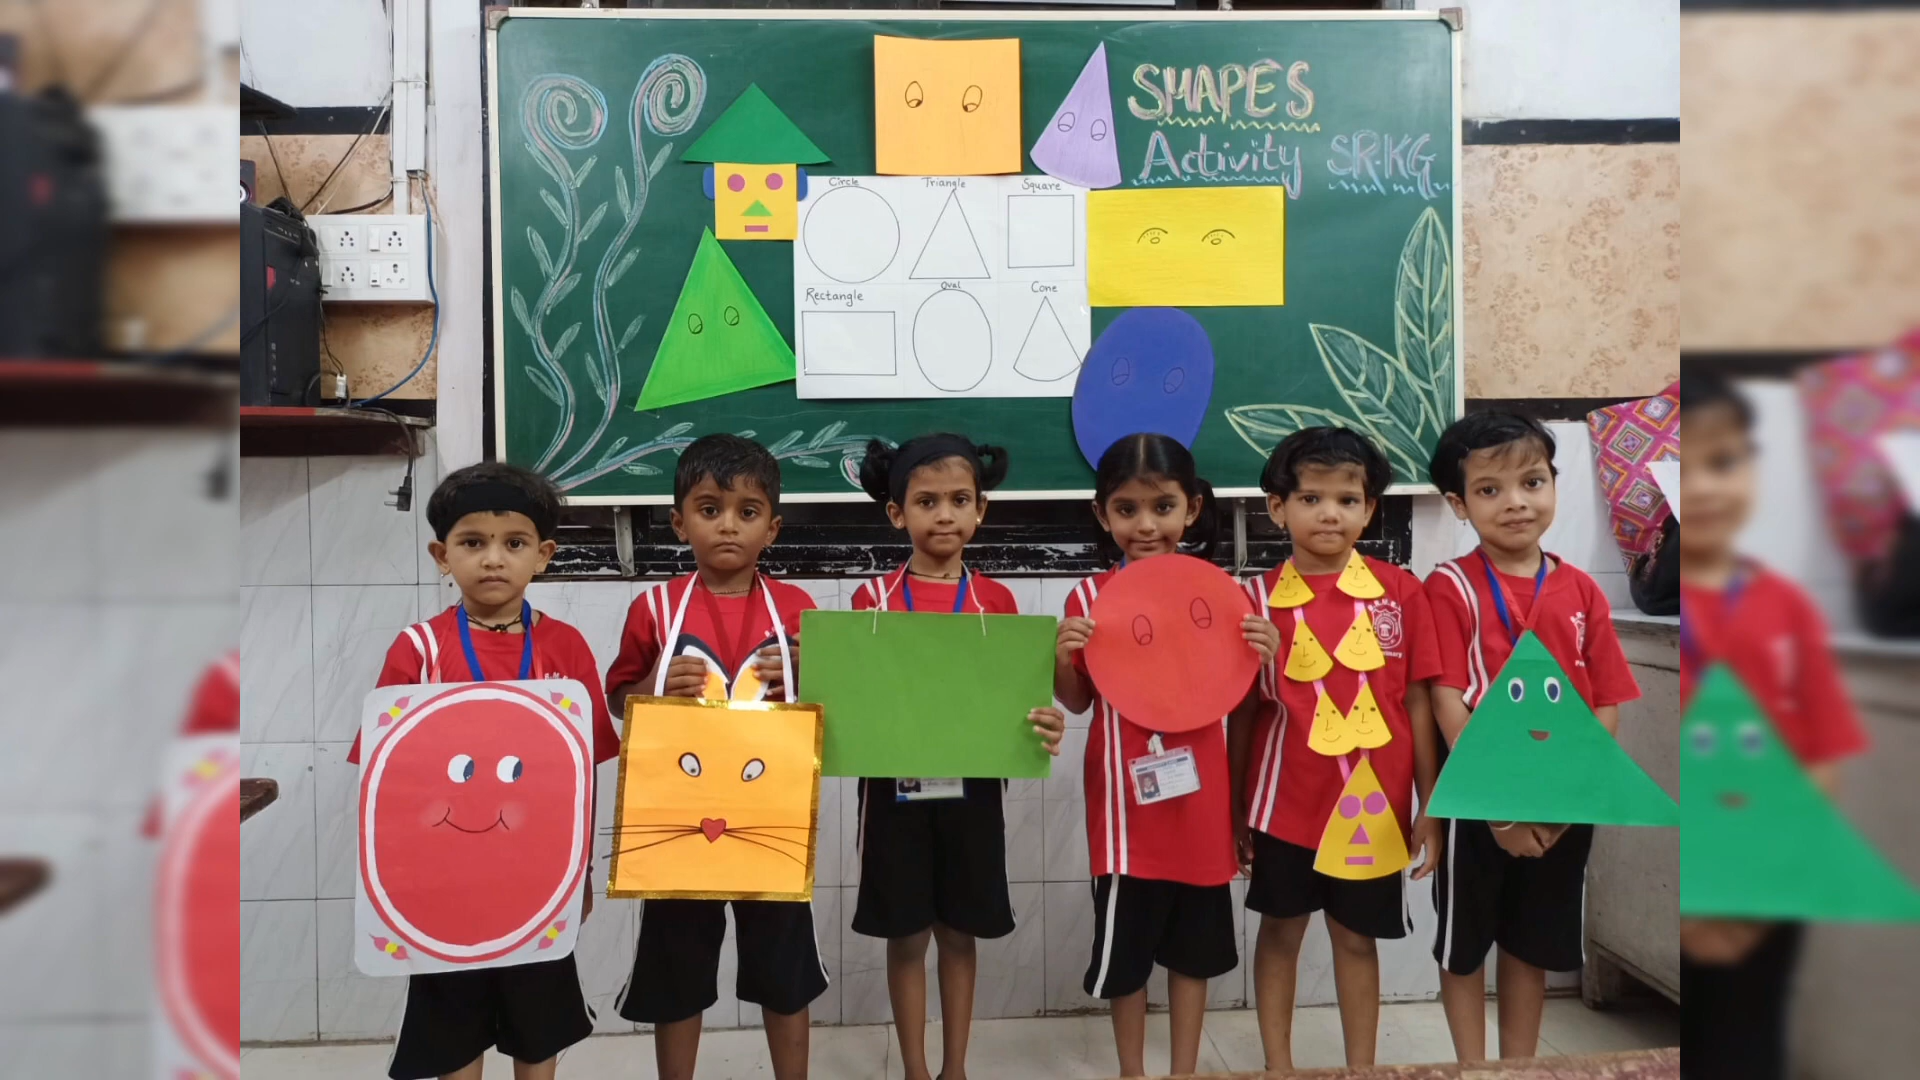 SHAPES
Activity SR.KG
Circle Triangle Square
Rectangle Oval Cone